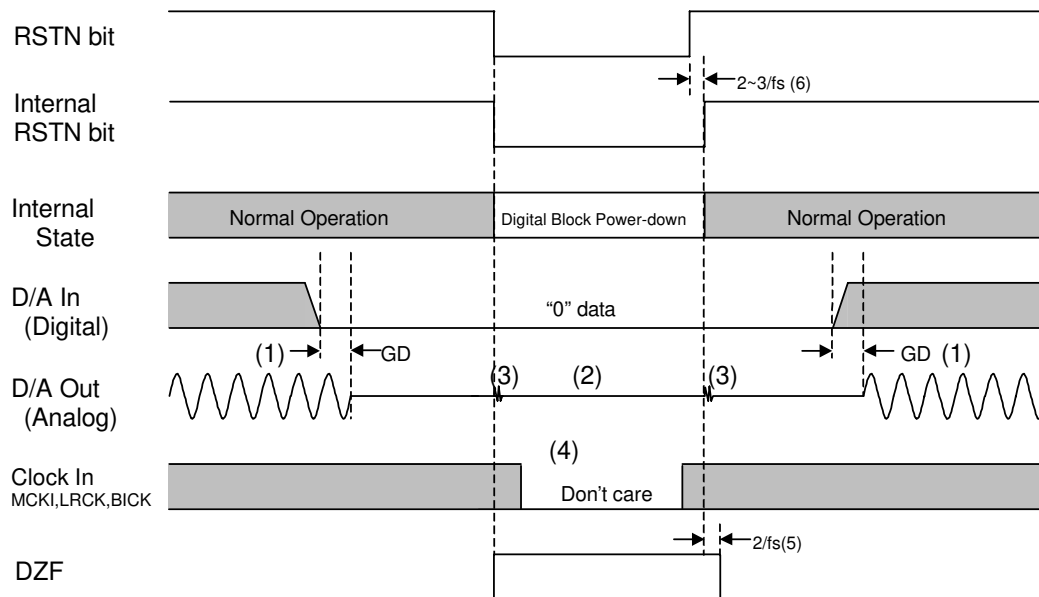 RSTN bit
2~3/fs (6)
Internal
RSTN bit
Internal
State
Normal Operation
Digital Block Power-down
Normal Operation
D/A In
(Digital)
“0” data
(1)
GD
GD
(1)
D/A Out
(Analog)
(3)
(2)
(3)
(4)
Clock In
MCKI,LRCK,BICK
Don’t care
2/fs(5)
DZF